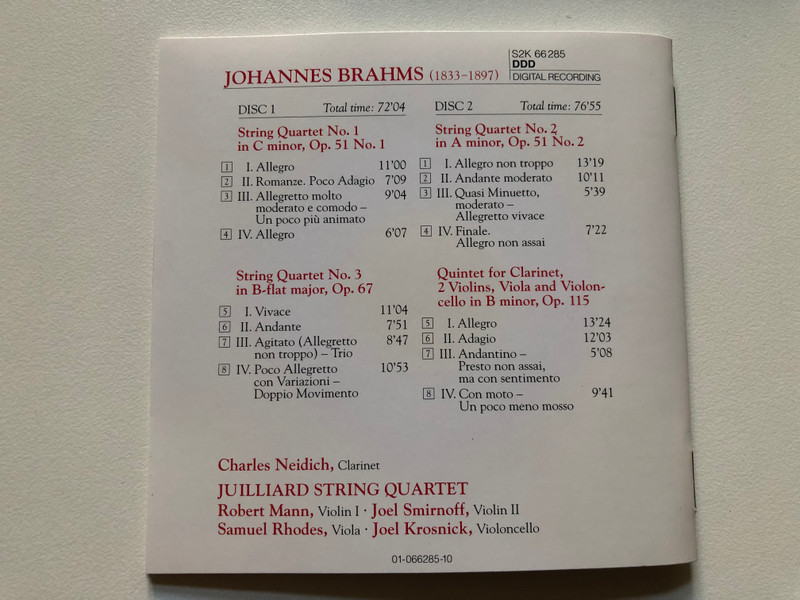 JOHANNES BRAHMS (1833–1897)
S2K 66285
DDD
DIGITAL RECORDING
DISC 1 Total time: 72'04
String Quartet No. 1
in C minor, Op. 51 No. 1
1 I. Allegro 11'00
2 II. Romanze. Poco Adagio 7'09
3 III. Allegretto molto 9'04
moderato e comodo –
Un poco più animato
4 IV. Allegro 6'07
String Quartet No. 3
in B-flat major, Op. 67
5 I. Vivace 11'04
6 II. Andante 7'51
7 III. Agitato (Allegretto 8'47
non troppo) – Trio
8 IV. Poco Allegretto 10'53
con Variazioni –
Doppio Movimento
DISC 2 Total time: 76'55
String Quartet No. 2
in A minor, Op. 51 No. 2
1 I. Allegro non troppo 13'19
2 II. Andante moderato 10'11
3 III. Quasi Minuetto, 5'39
moderato –
Allegretto vivace
4 IV. Finale. 7'22
Allegro non assai
Quintet for Clarinet,
2 Violins, Viola and Violon-
cello in B minor, Op. 115
5 I. Allegro 13'24
6 II. Adagio 12'03
7 III. Andantino – 5'08
Presto non assai,
ma con sentimento
8 IV. Con moto – 9'41
Un poco meno mosso
Charles Neidich, Clarinet
JUILLIARD STRING QUARTET
Robert Mann, Violin I · Joel Smirnoff, Violin II
Samuel Rhodes, Viola · Joel Krosnick, Violoncello
01-066285-10